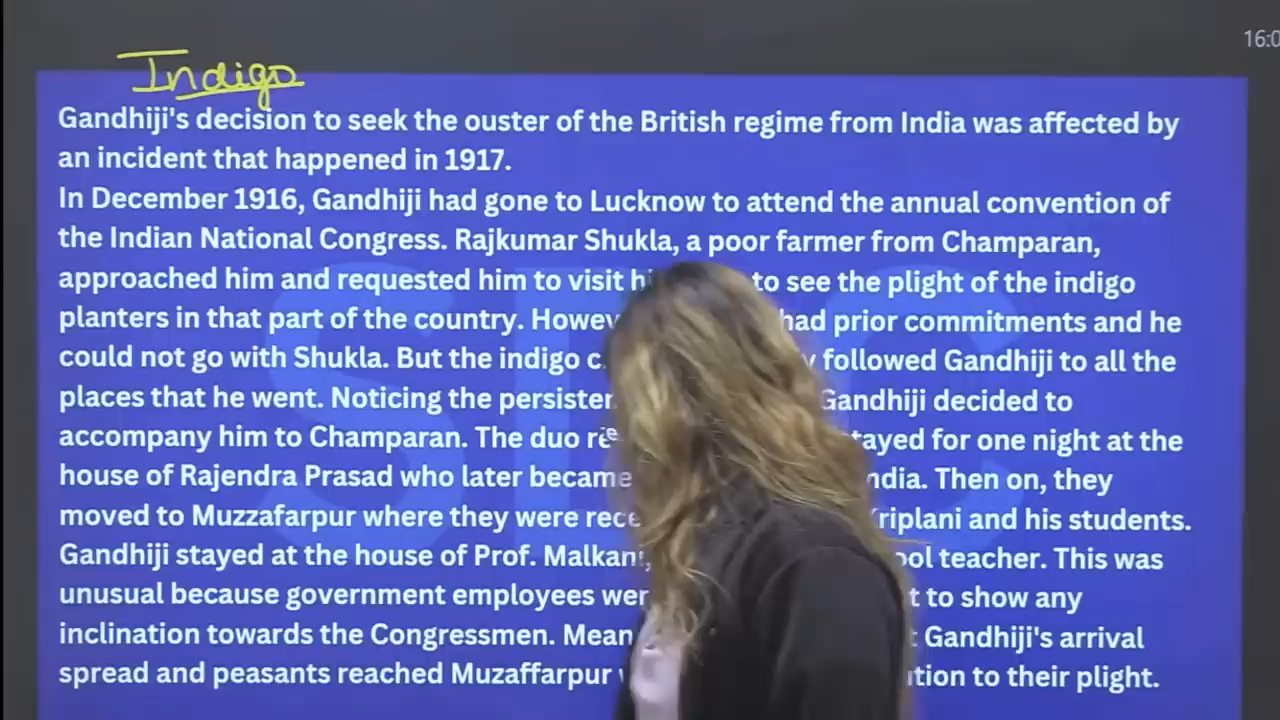 16:0
Indigo
Gandhiji's decision to seek the ouster of the British regime from India was affected by
an incident that happened in 1917.
In December 1916, Gandhiji had gone to Lucknow to attend the annual convention of
the Indian National Congress. Rajkumar Shukla, a poor farmer from Champaran,
approached him and requested him to visit to see the plight of the indigo
planters in that part of the country. had prior commitments and he
could not go with Shukla. But the indigo followed Gandhiji to all the
places that he went. Noticing the Gandhiji decided to
accompany him to Champaran. The duo stayed for one night at the
house of Rajendra Prasad who later became India. Then on, they
moved to Muzzafarpur where they were Kriplani and his students.
Gandhiji stayed at the house of Prof. Malkani, teacher. This was
unusual because government employees to show any
inclination towards the Congressmen. Gandhiji's arrival
spread and peasants reached Muzaffarpur to their plight.